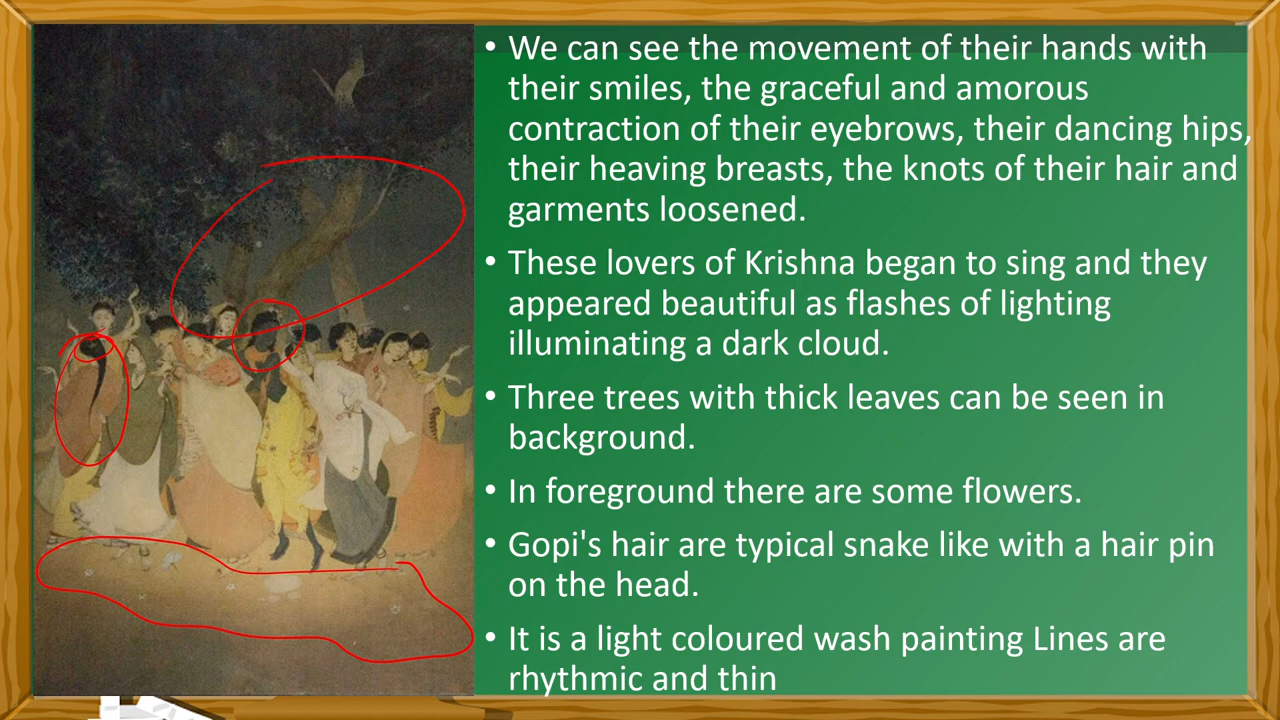 • We can see the movement of their hands with
their smiles, the graceful and amorous
contraction of their eyebrows, their dancing hips,
their heaving breasts, the knots of their hair and
garments loosened.
• These lovers of Krishna began to sing and they
appeared beautiful as flashes of lighting
illuminating a dark cloud.
• Three trees with thick leaves can be seen in
background.
• In foreground there are some flowers.
• Gopi's hair are typical snake like with a hair pin
on the head.
• It is a light coloured wash painting Lines are
rhythmic and thin